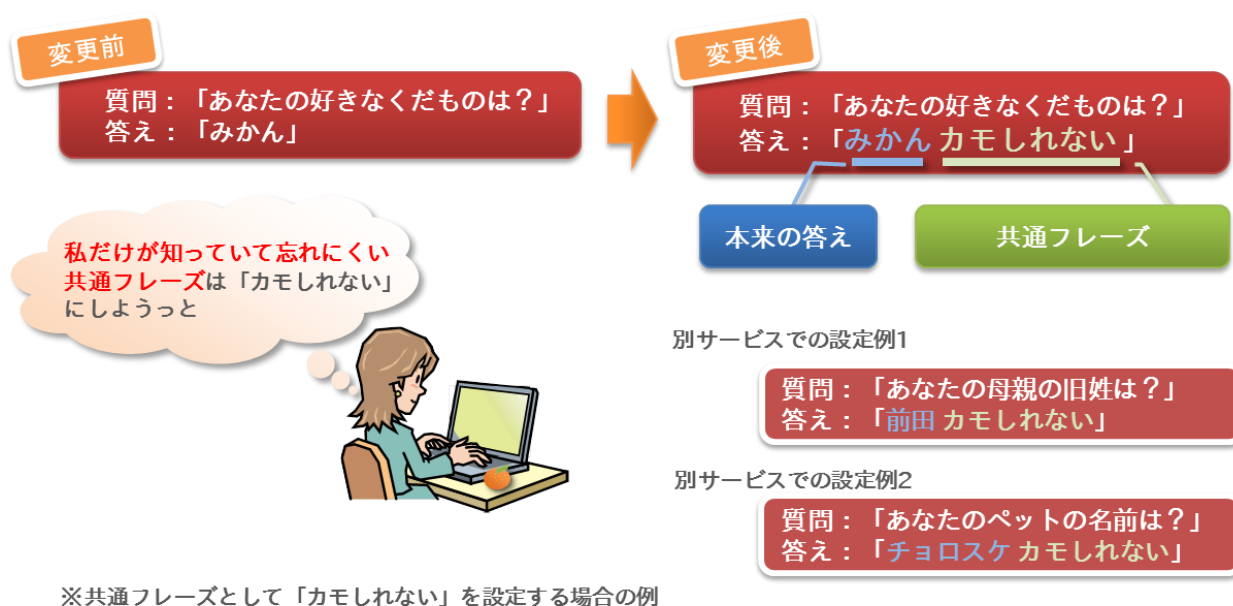 変更前
質問：「あなたの好きなくだものは？」
答え：「みかん」
変更後
質問：「あなたの好きなくだものは？」
答え：「みかん カモしれない 」
本来の答え
共通フレーズ
私だけが知っていて忘れにくい
共通フレーズは「カモしれない」
にしようっと
別サービスでの設定例1
質問：「あなたの母親の旧姓は？」
答え：「前田 カモしれない」
別サービスでの設定例2
質問：「あなたのペットの名前は？」
答え：「チョロスケ カモしれない」
※共通フレーズとして「カモしれない」を設定する場合の例